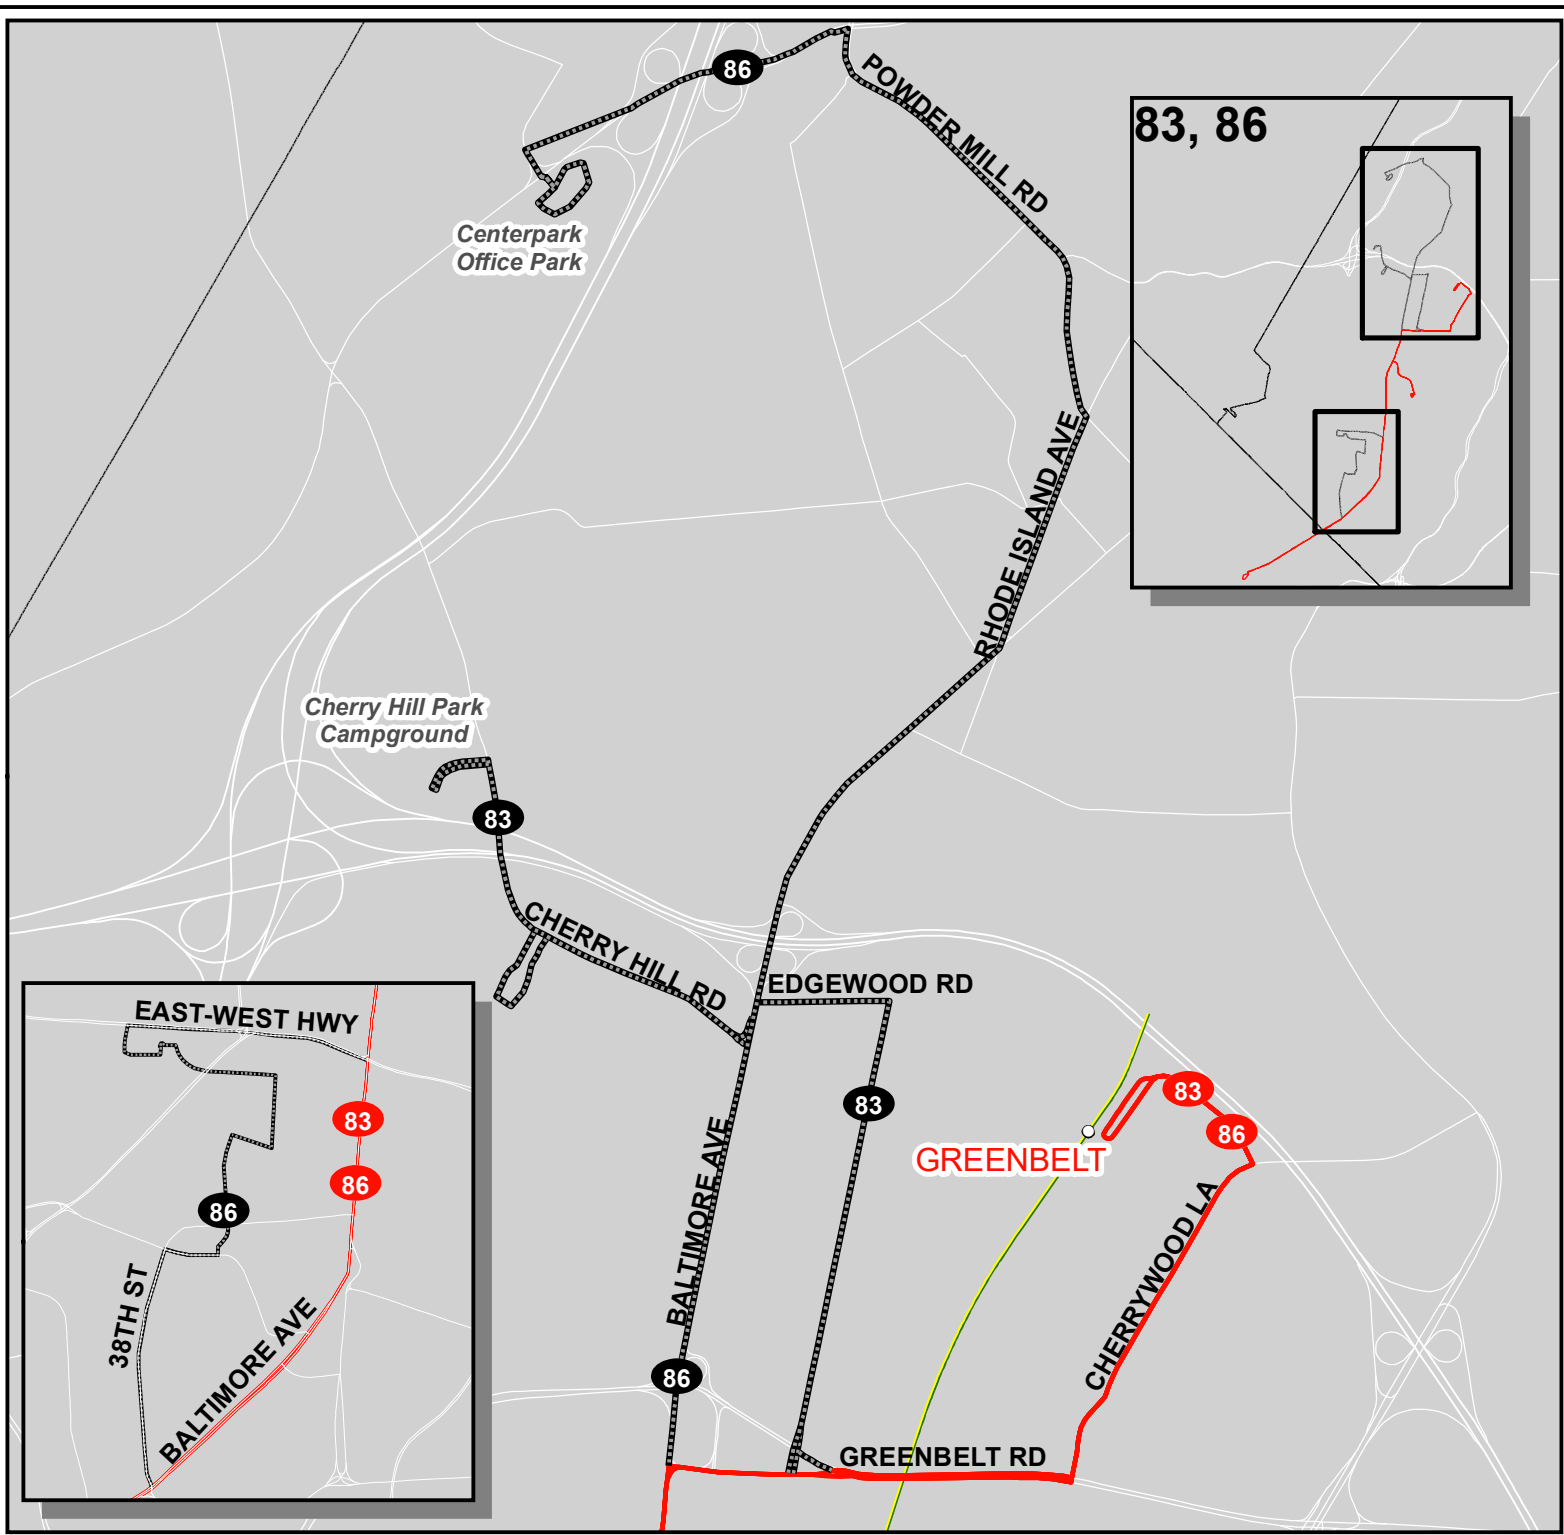 86
POWDER MILL RD
83, 86
Centerpark
Office Park
RHODE ISLAND AVE
Cherry Hill Park
Campground
83
CHERRY HILL RD
EDGEWOOD RD
EAST-WEST HWY
83
86
86
38TH ST
BALTIMORE AVE
83
83
86
GREENBELT
BALTIMORE AVE
CHERRYWOOD LA
86
GREENBELT RD